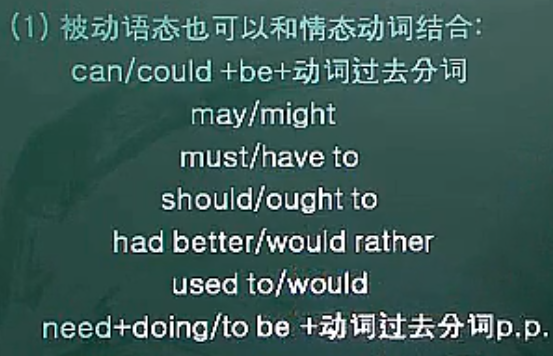 (1) 被动语态也可以和情态动词结合:
can/could +be+动词过去分词
may/might
must/have to
should/ought to
had better/would rather
used to/would
need+doing/to be +动词过去分词p.p.